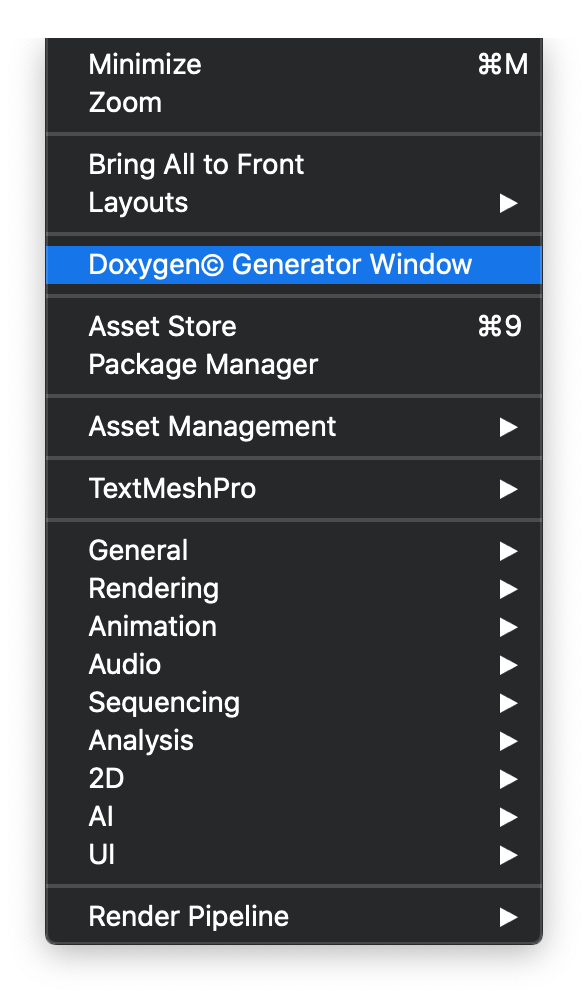 Minimize ⌘M
Zoom
Bring All to Front
Layouts ▶
Doxygen© Generator Window
Asset Store ⌘9
Package Manager
Asset Management ▶
TextMeshPro ▶
General ▶
Rendering ▶
Animation ▶
Audio ▶
Sequencing ▶
Analysis ▶
2D ▶
AI ▶
UI ▶
Render Pipeline ▶